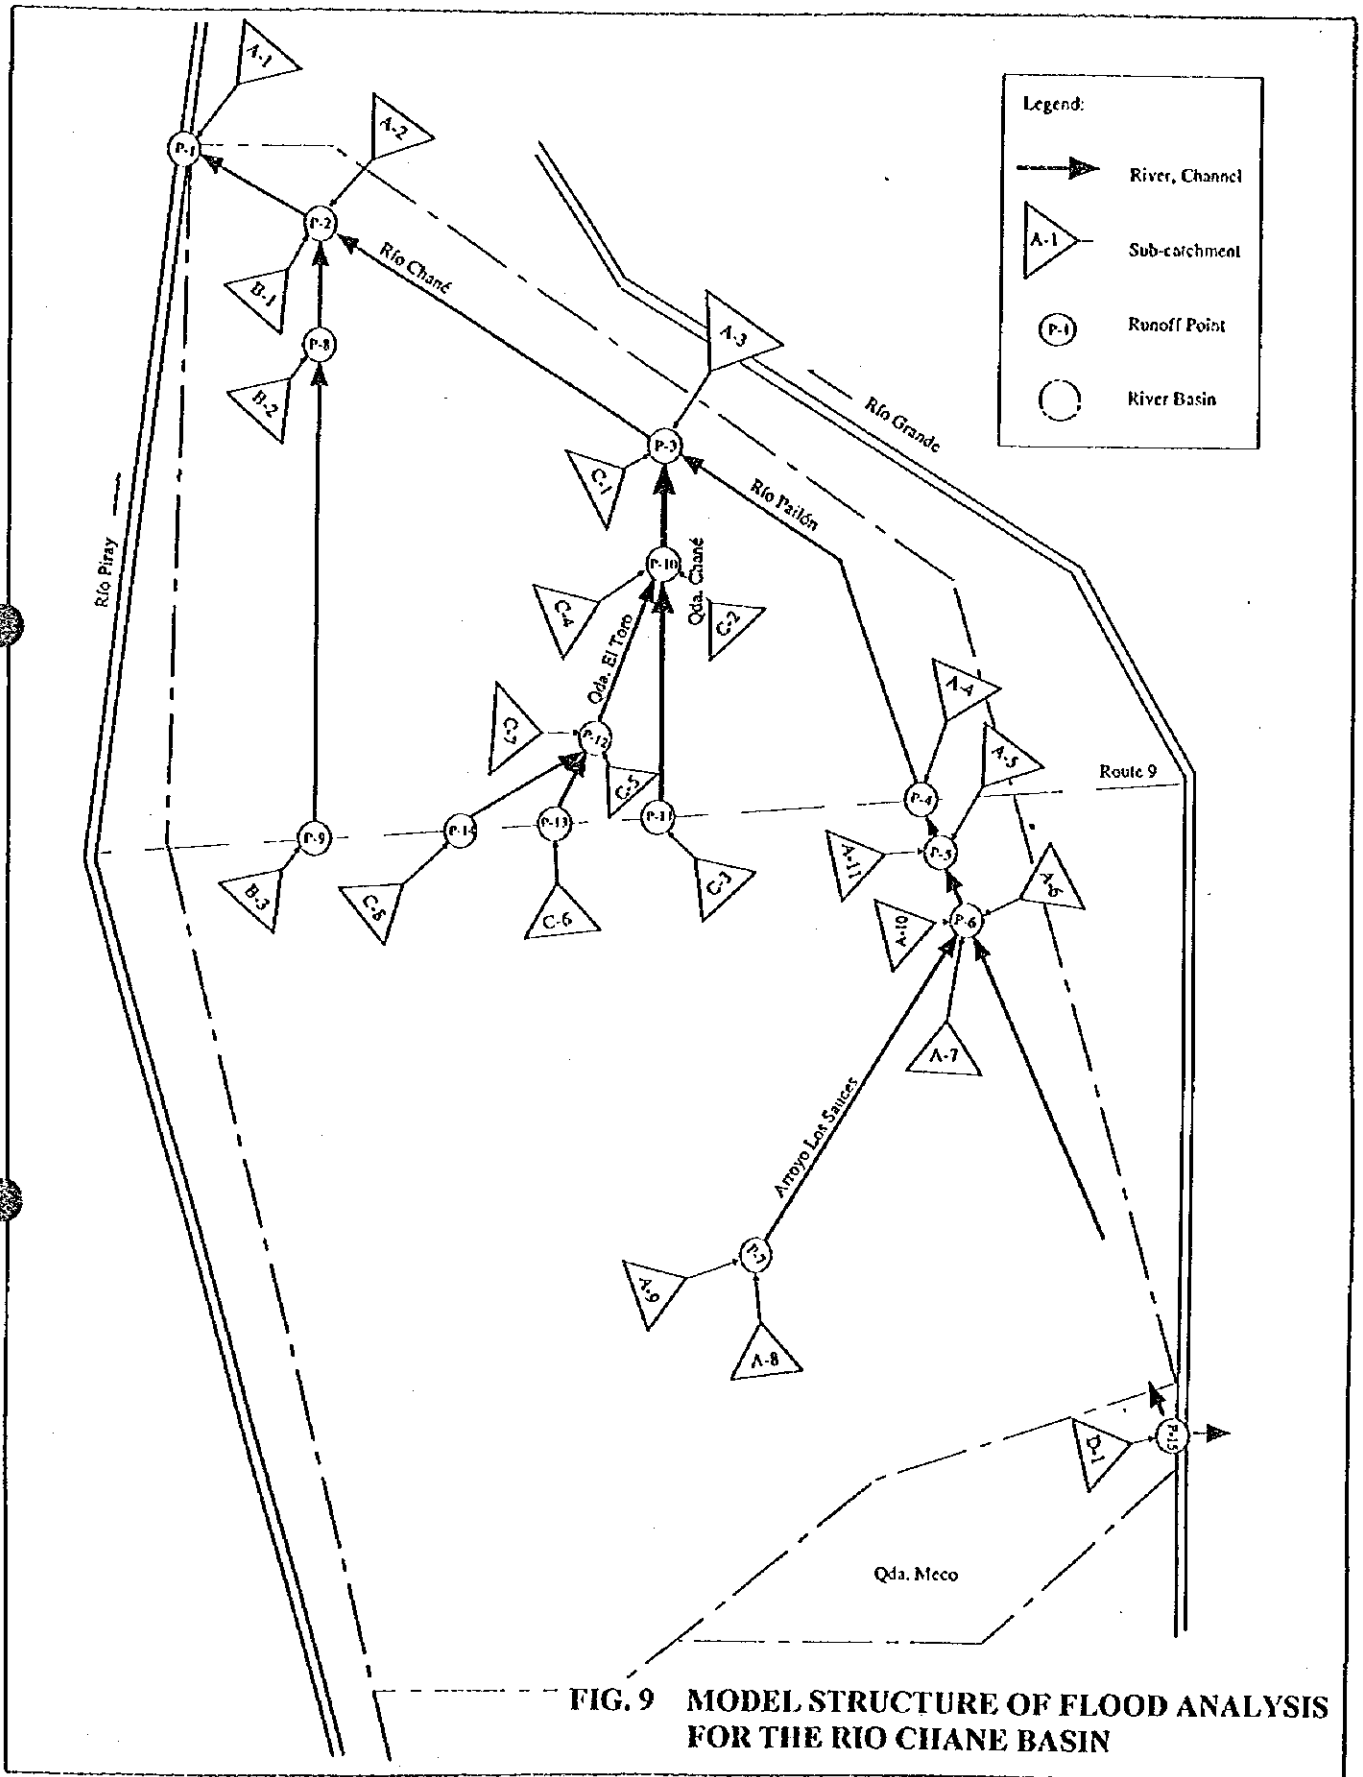 A-1
Legend:
River, Channel
A-1
Sub-catchment
P-1
Runoff Point
River Basin
A-2
P-1
P-2
Río Chané
B-1
P-8
B-2
A-3
Río Grande
P-3
C-1
Río Pailón
Río Piray
P-10
Qda. Chané
C-4
C-2
Qda. El Toro
A-4
C-7
P-12
A-5
C-5
Route 9
P-4
P-9
P-14
P-13
P-11
A-11
P-5
B-3
C-8
C-6
C-3
A-6
A-10
P-6
A-7
Arroyo Los Sauces
P-7
A-9
A-8
D-1
P-15
Qda. Meco
FIG. 9 MODEL STRUCTURE OF FLOOD ANALYSIS
FOR THE RIO CHANE BASIN